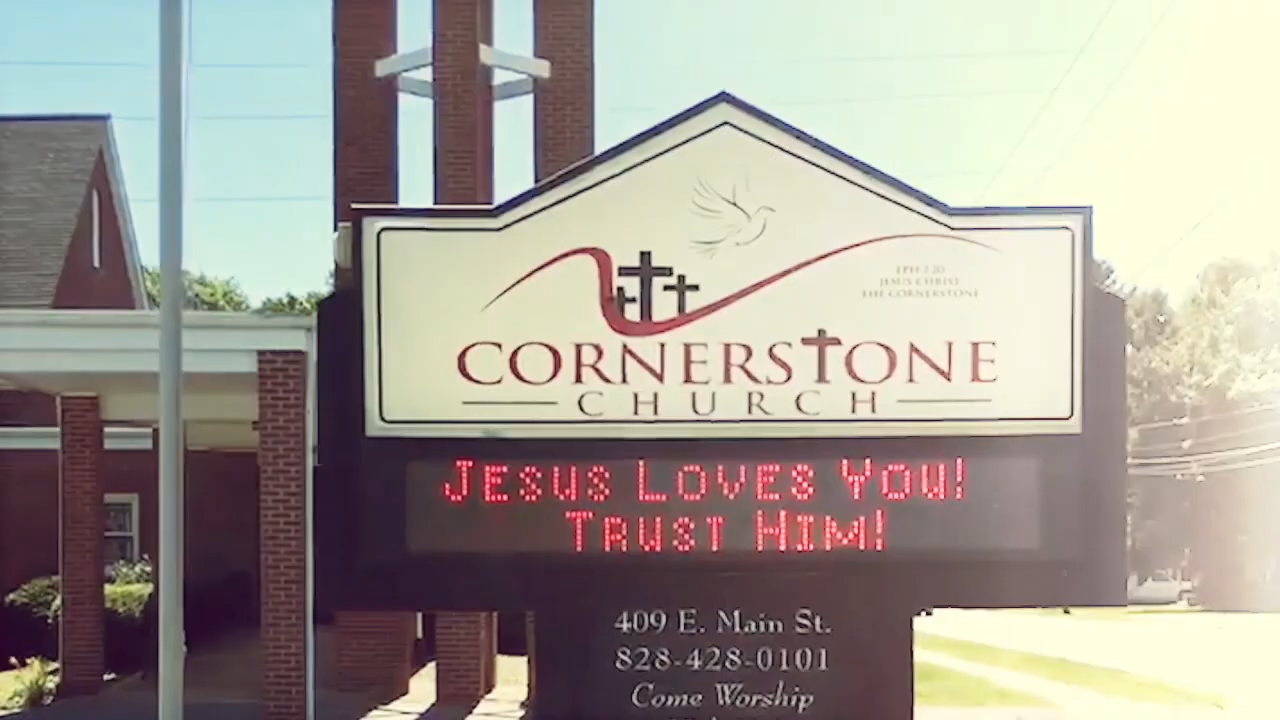 EPH 2:20
JESUS CHRIST
THE CORNERSTONE
CORNERSTONE
CHURCH
JESUS LOVES YOU!
TRUST HIM!
409 E. Main St.
828-428-0101
Come Worship